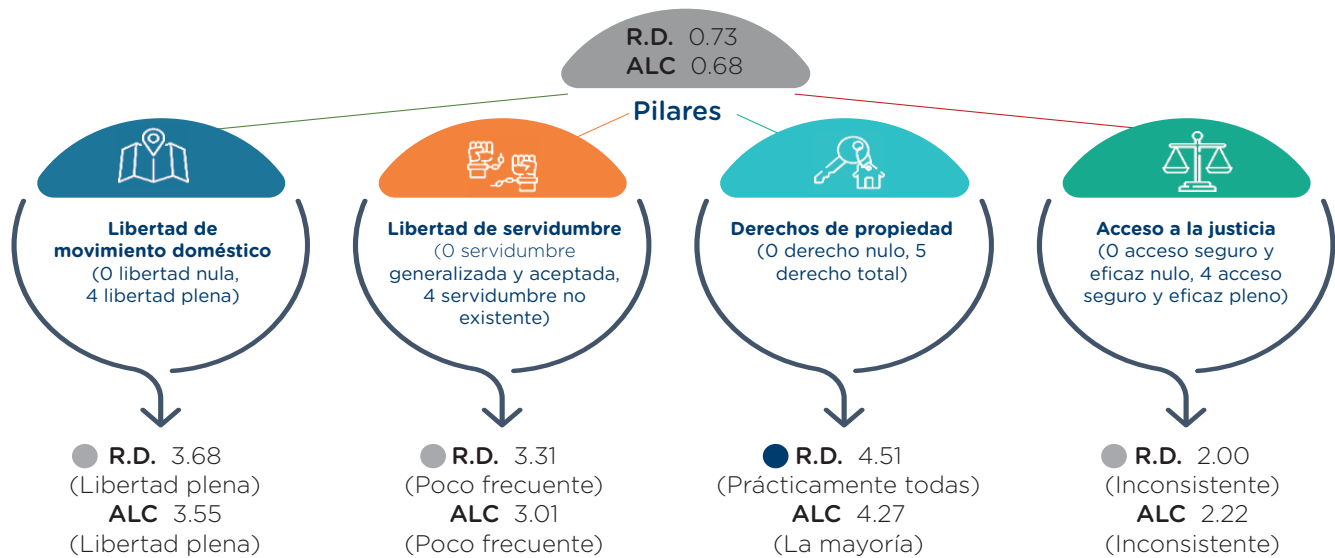 R.D. 0.73
ALC 0.68
Pilares
Libertad de
movimiento doméstico
(0 libertad nula,
4 libertad plena)
R.D. 3.68
(Libertad plena)
ALC 3.55
(Libertad plena)
Libertad de servidumbre
(0 servidumbre
generalizada y aceptada,
4 servidumbre no
existente)
R.D. 3.31
(Poco frecuente)
ALC 3.01
(Poco frecuente)
Derechos de propiedad
(0 derecho nulo, 5
derecho total)
R.D. 4.51
(Prácticamente todas)
ALC 4.27
(La mayoría)
Acceso a la justicia
(0 acceso seguro y
eficaz nulo, 4 acceso
seguro y eficaz pleno)
R.D. 2.00
(Inconsistente)
ALC 2.22
(Inconsistente)